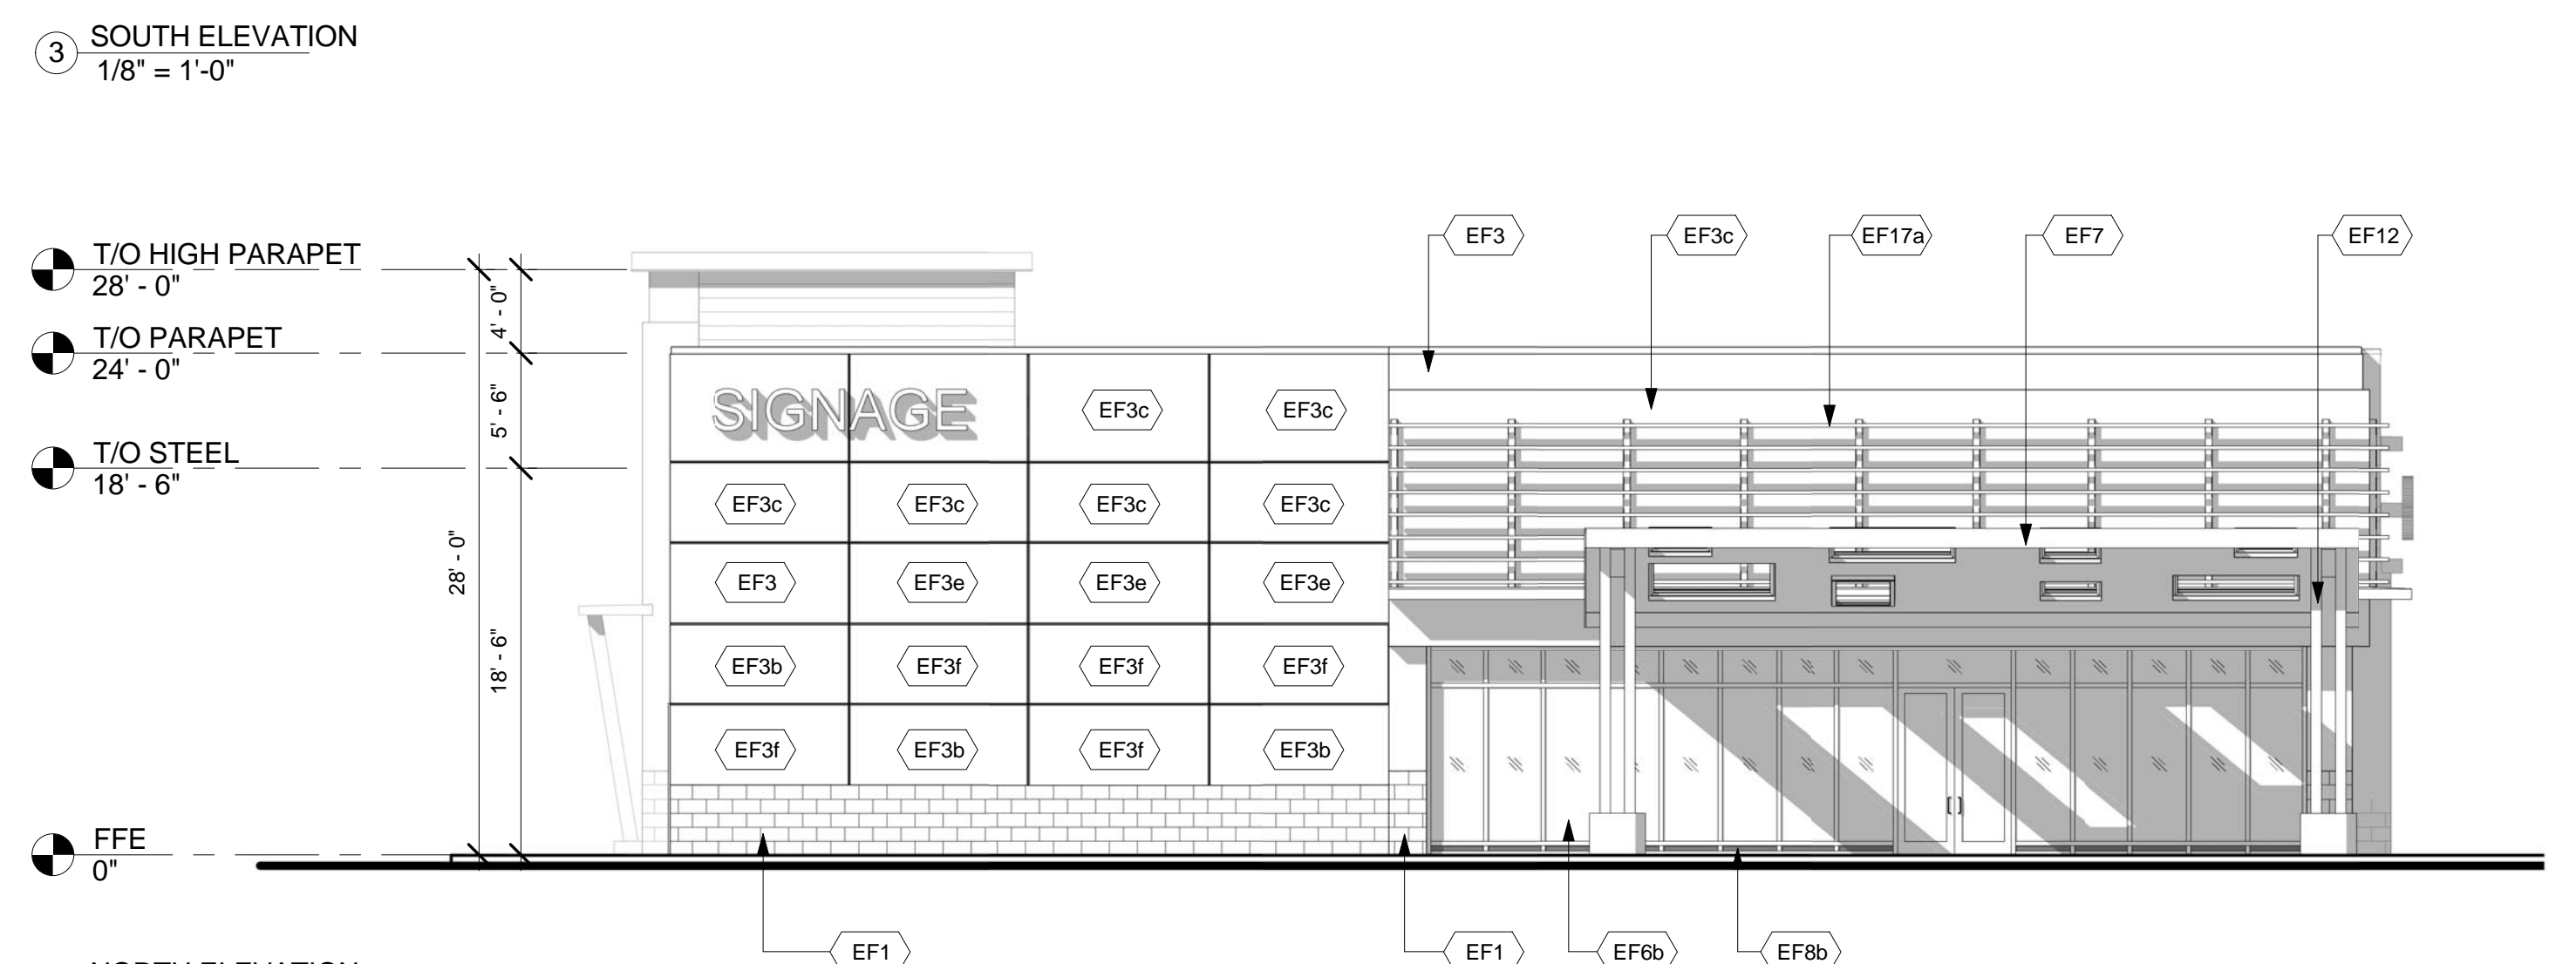 3
SOUTH ELEVATION
1/8" = 1'-0"
EF3
EF3c
EF17a
EF7
EF12
T/O HIGH PARAPET
28' - 0"
4' - 0"
T/O PARAPET
24' - 0"
5' - 6"
SIGNAGE
EF3c
EF3c
T/O STEEL
18' - 6"
EF3c
EF3c
EF3c
EF3c
28' - 0"
EF3
EF3e
EF3e
EF3e
18' - 6"
EF3b
EF3f
EF3f
EF3f
EF3f
EF3b
EF3f
EF3b
FFE
0"
EF1
EF1
EF6b
EF8b
NORTH ELEVATION